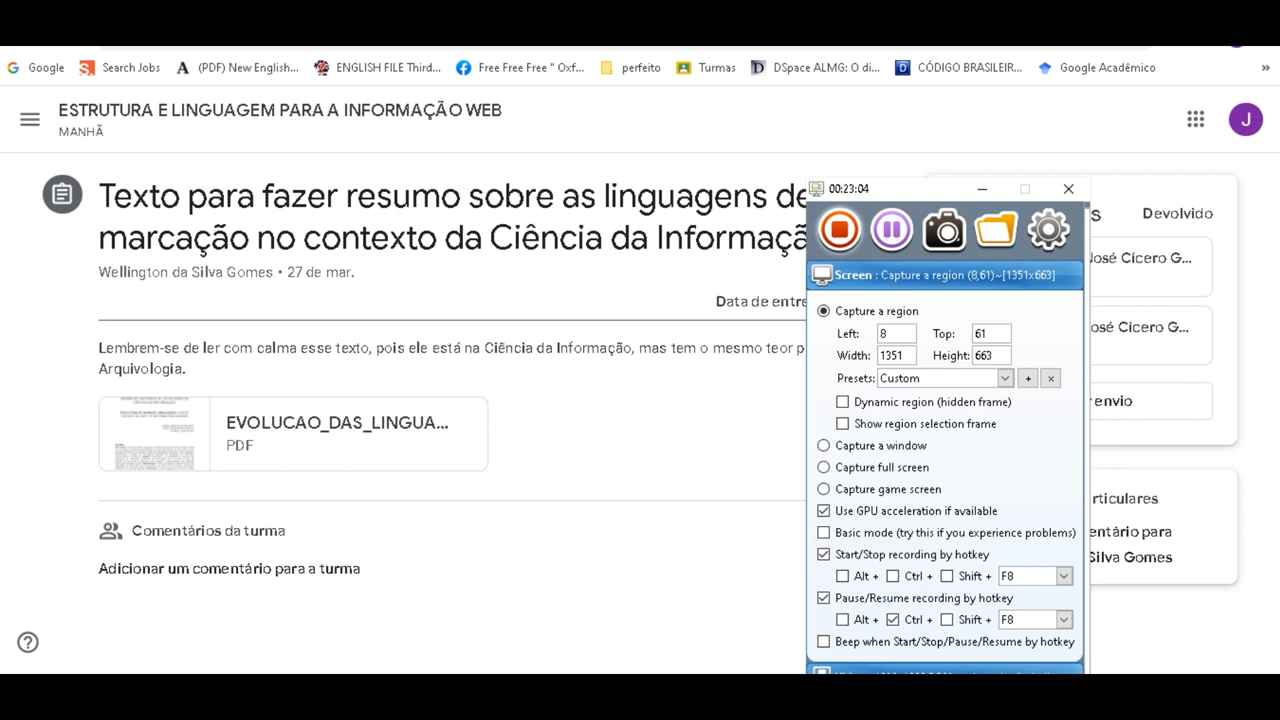 Google
Search Jobs
(PDF) New English...
ENGLISH FILE Third...
Free Free Free " Oxf...
perfeito
Turmas
DSpace ALMG: O di...
CÓDIGO BRASILEIR...
Google Acadêmico
»
ESTRUTURA E LINGUAGEM PARA A INFORMAÇÃO WEB
MANHÃ
J
Texto para fazer resumo sobre as linguagens de
marcação no contexto da Ciência da Informaçã
Wellington da Silva Gomes • 27 de mar.
Data de entre
Lembrem-se de ler com calma esse texto, pois ele está na Ciência da Informação, mas tem o mesmo teor p
Arquivologia.
EVOLUCAO_DAS_LINGUA...
PDF
Comentários da turma
Adicionar um comentário para a turma
00:23:04
Screen : Capture a region (8,61)~[1351x663]
Capture a region
Left: 8 Top: 61
Width: 1351 Height: 663
Presets: Custom + x
Dynamic region (hidden frame)
Show region selection frame
Capture a window
Capture full screen
Capture game screen
Use GPU acceleration if available
Basic mode (try this if you experience problems)
Start/Stop recording by hotkey
Alt + Ctrl + Shift + F8
Pause/Resume recording by hotkey
Alt + Ctrl + Shift + F8
Beep when Start/Stop/Pause/Resume by hotkey
s Devolvido
José Cícero G...
osé Cícero G...
envio
rticulares
entário para
Silva Gomes